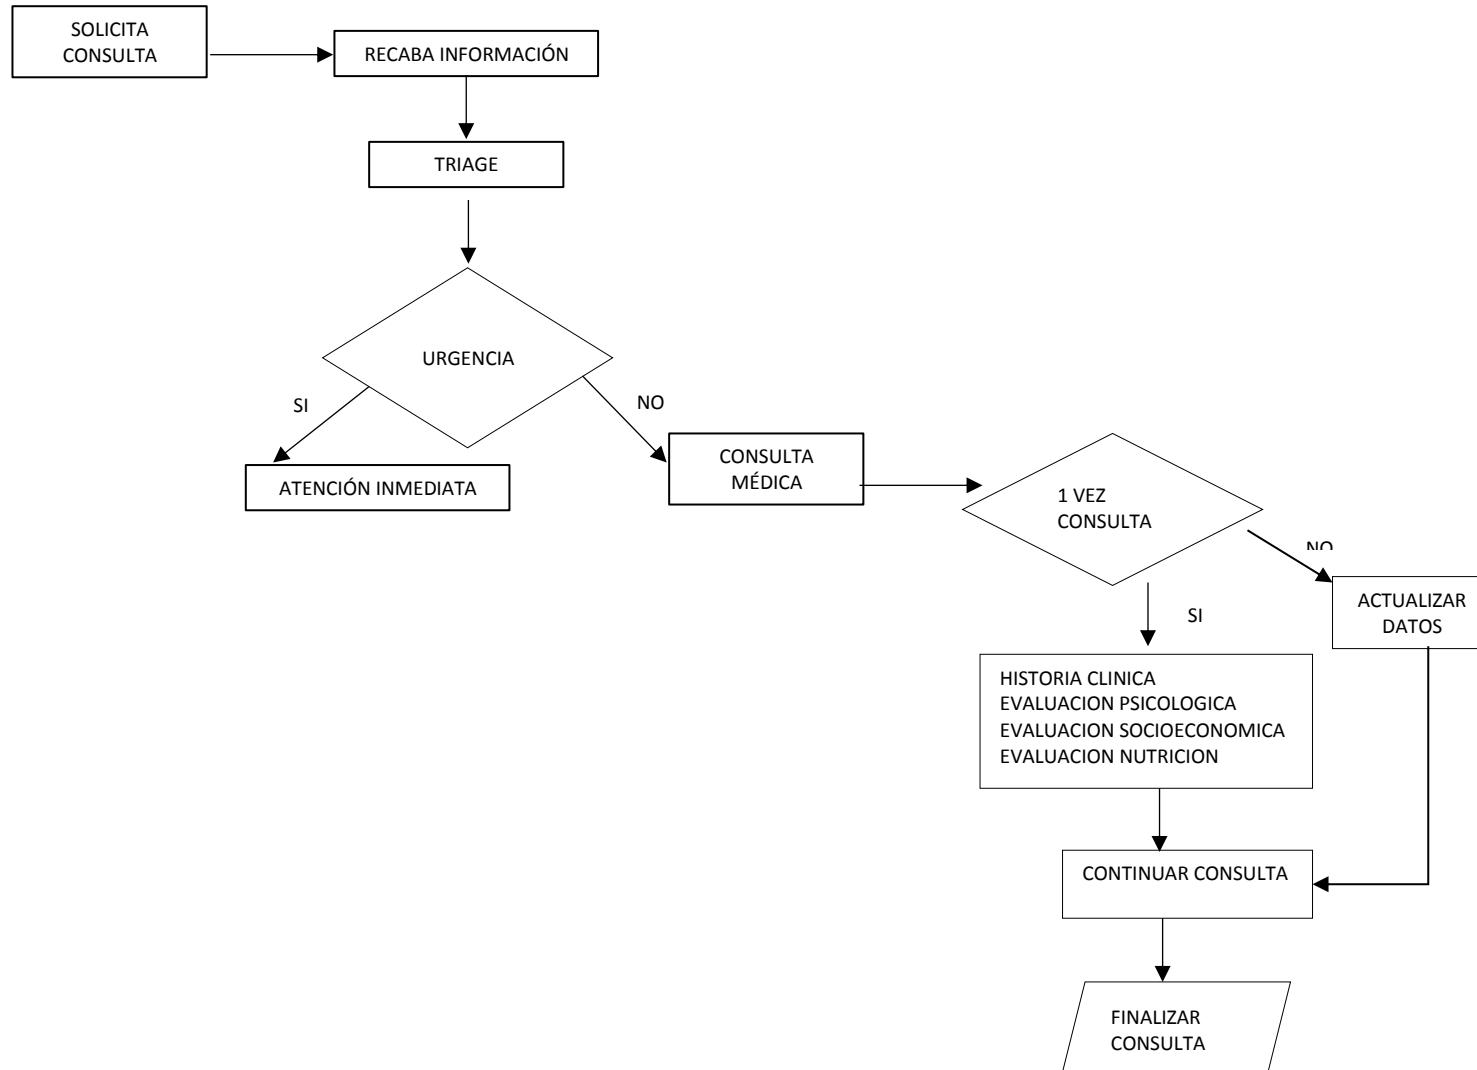 SOLICITA
CONSULTA
RECABA INFORMACIÓN
TRIAGE
URGENCIA
SI
NO
ATENCIÓN INMEDIATA
CONSULTA
MÉDICA
1 VEZ
CONSULTA
NO
SI
ACTUALIZAR
DATOS
HISTORIA CLINICA
EVALUACION PSICOLOGICA
EVALUACION SOCIOECONOMICA
EVALUACION NUTRICION
CONTINUAR CONSULTA
FINALIZAR
CONSULTA